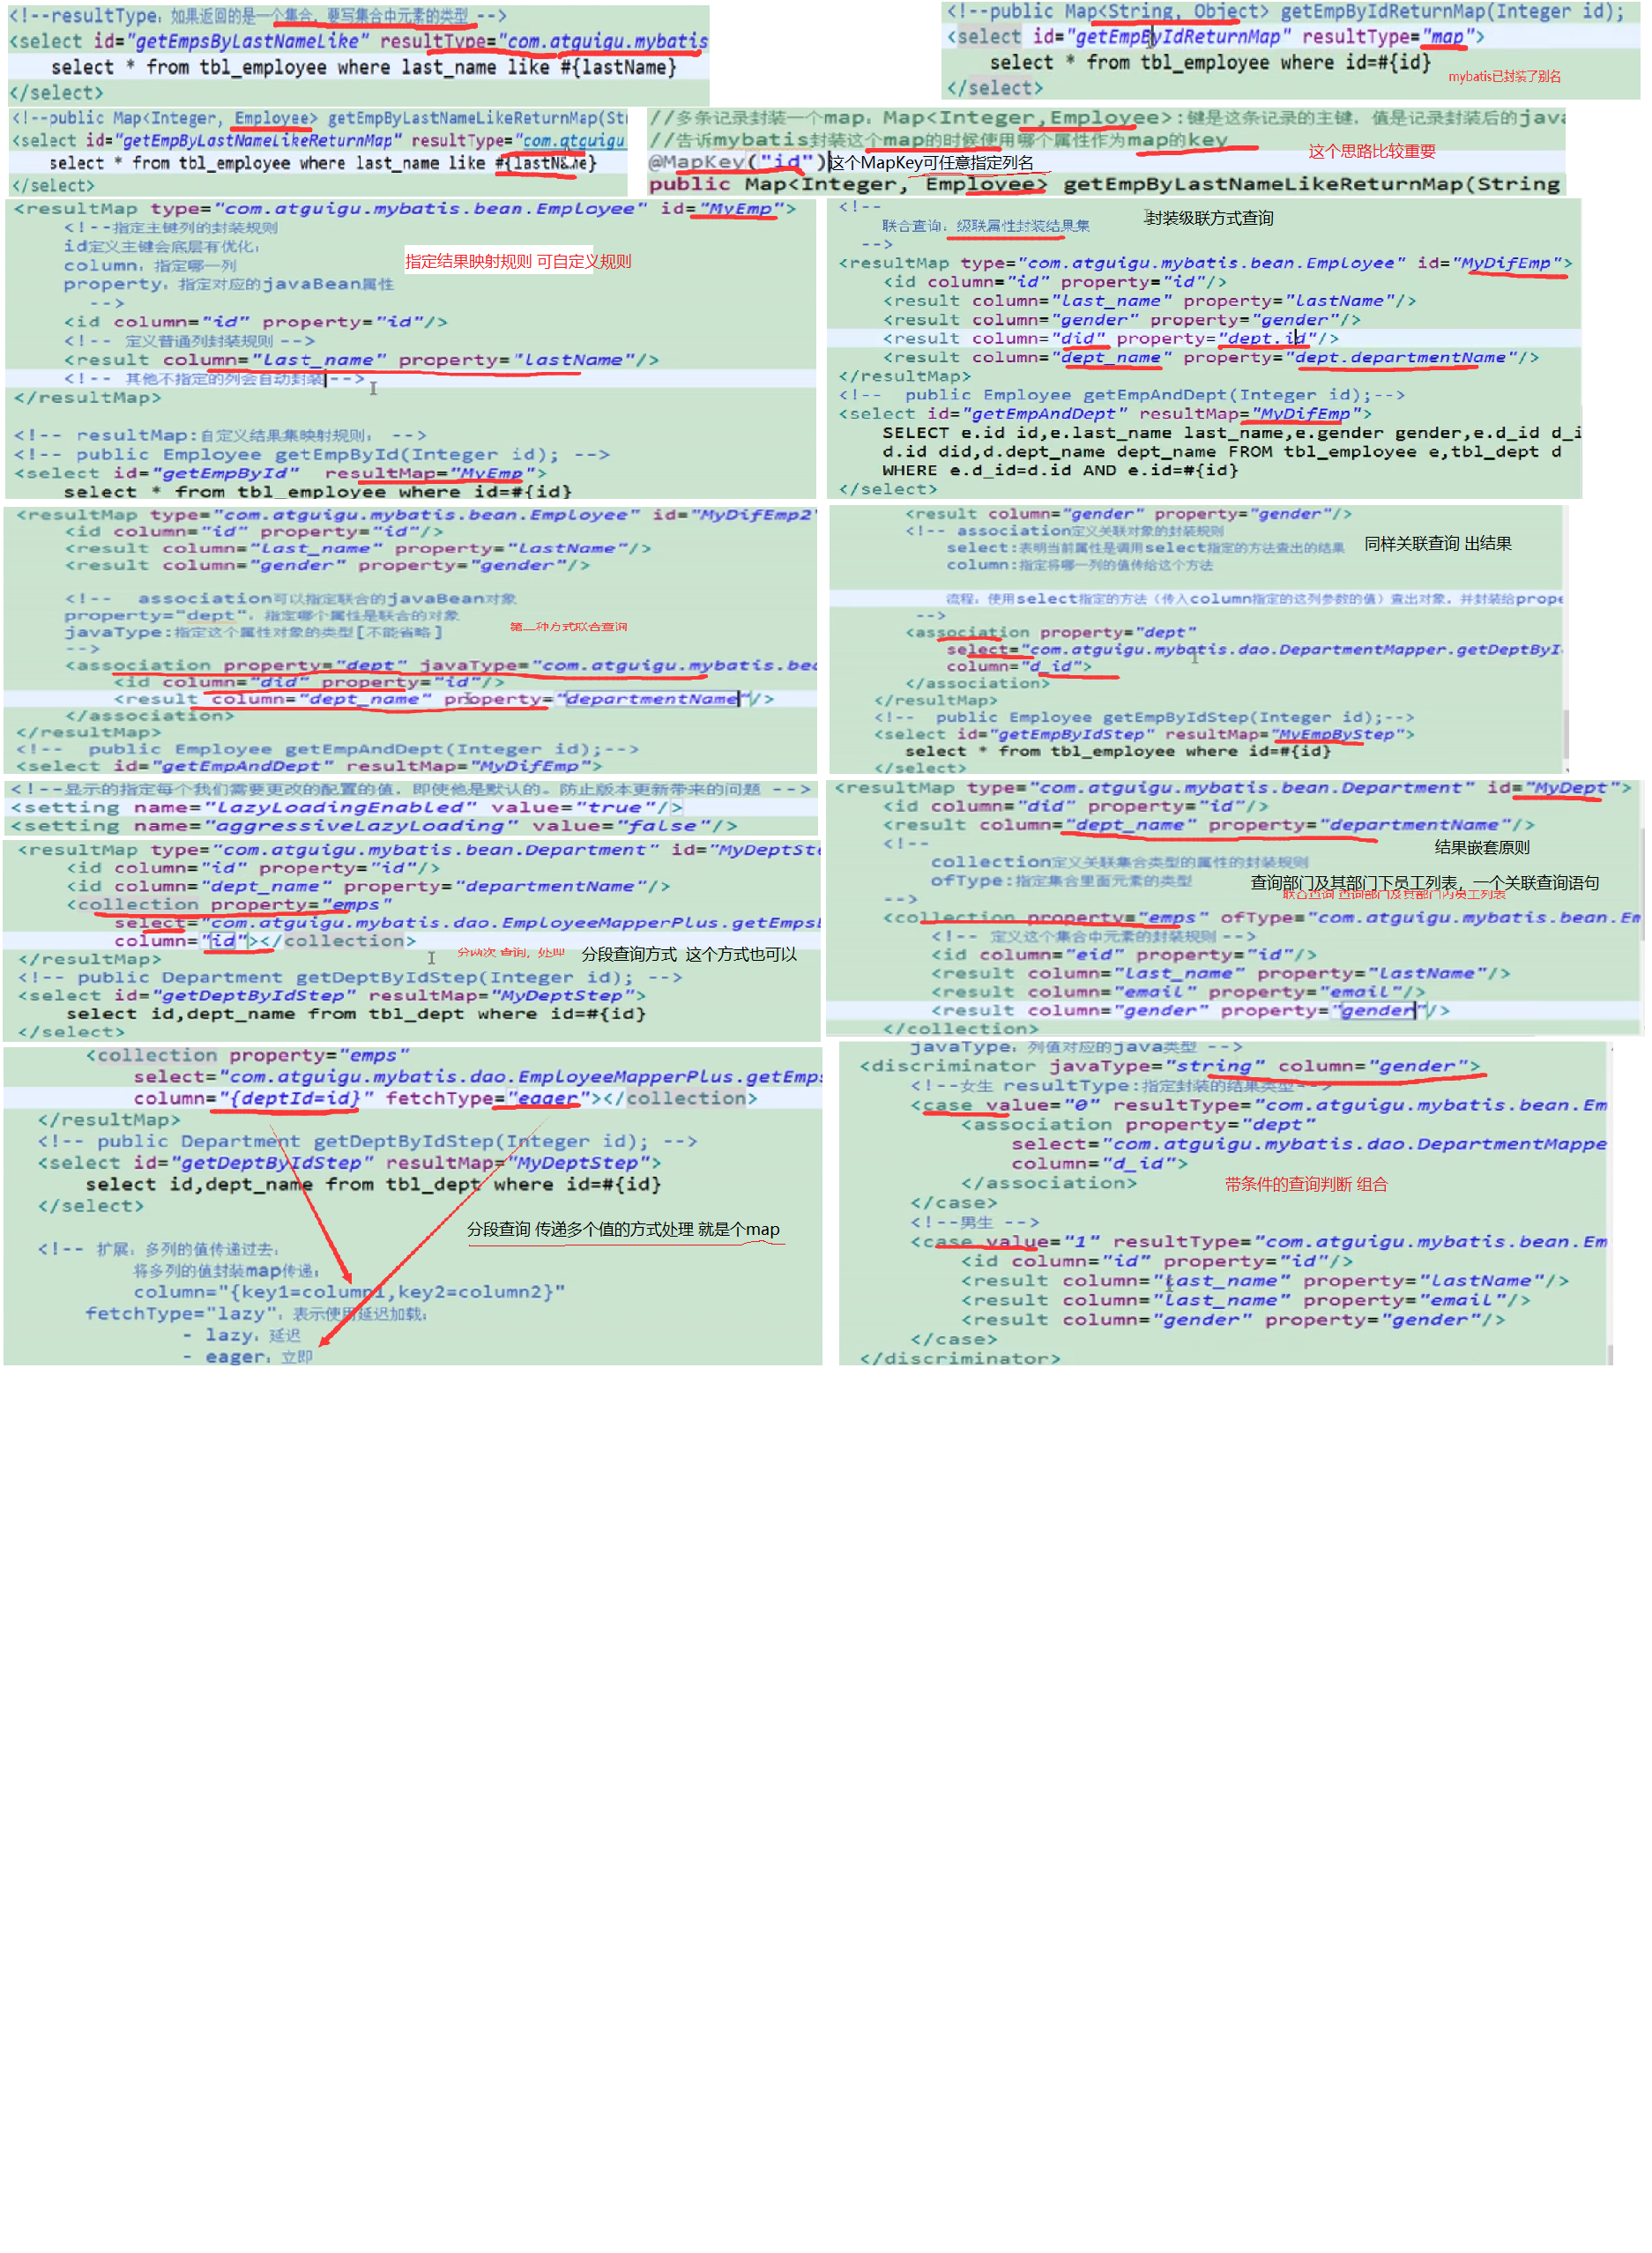 <!--resultType：如果返回的是一个集合，要写集合中元素的类型 -->
<select id="getEmpsByLastNameLike" resultType="com.atguigu.mybatis
select * from tbl_employee where last_name like #{lastName}
</select>
<!--public Map<String, Object> getEmpByIdReturnMap(Integer id);
<select id="getEmpByIdReturnMap" resultType="map">
select * from tbl_employee where id=#{id}
mybatis已封装了别名
</select>
<!--public Map<Integer, Employee> getEmpByLastNameLikeReturnMap(St
<select id="getEmpByLastNameLikeReturnMap" resultType="com.atguigu
select * from tbl_employee where last_name like #{lastName}
</select>
//多条记录封装一个map：Map<Integer,Employee>:键是这条记录的主键，值是记录封装后的java
//告诉mybatis封装这个map的时候使用哪个属性作为map的key
这个思路比较重要
@MapKey("id")这个MapKey可任意指定列名
public Map<Integer, Employee> getEmpByLastNameLikeReturnMap(String
<resultMap type="com.atguigu.mybatis.bean.Employee" id="MyEmp">
<!--指定主键列的封装规则
id定义主键会底层有优化；
column：指定哪一列
指定结果映射规则 可自定义规则
property：指定对应的javaBean属性
-->
<id column="id" property="id"/>
<!-- 定义普通列封装规则 -->
<result column="last_name" property="lastName"/>
<!-- 其他不指定的列会自动封装 -->
</resultMap>
<!-- resultMap:自定义结果集映射规则； -->
<!-- public Employee getEmpById(Integer id); -->
<select id="getEmpById" resultMap="MyEmp">
select * from tbl_employee where id=#{id}
<!--
封装级联方式查询
联合查询：级联属性封装结果集
-->
<resultMap type="com.atguigu.mybatis.bean.Employee" id="MyDifEmp">
<id column="id" property="id"/>
<result column="last_name" property="lastName"/>
<result column="gender" property="gender"/>
<result column="did" property="dept.id"/>
<result column="dept_name" property="dept.departmentName"/>
</resultMap>
<!-- public Employee getEmpAndDept(Integer id);-->
<select id="getEmpAndDept" resultMap="MyDifEmp">
SELECT e.id id,e.last_name last_name,e.gender gender,e.d_id d_i
d.id did,d.dept_name dept_name FROM tbl_employee e,tbl_dept d
WHERE e.d_id=d.id AND e.id=#{id}
</select>
<resultMap type="com.atguigu.mybatis.bean.Employee" id="MyDifEmp2"
<id column="id" property="id"/>
<result column="last_name" property="lastName"/>
<result column="gender" property="gender"/>
<!-- association可以指定联合的javaBean对象
property="dept"：指定哪个属性是联合的对象
javaType:指定这个属性对象的类型[不能省略]
第二种方式联合查询
-->
<association property="dept" javaType="com.atguigu.mybatis.bea
<id column="did" property="id"/>
<result column="dept_name" property="departmentName"/>
</association>
</resultMap>
<!-- public Employee getEmpAndDept(Integer id);-->
<select id="getEmpAndDept" resultMap="MyDifEmp">
<result column="gender" property="gender"/>
<!-- association定义关联对象的封装规则
select:表明当前属性是调用select指定的方法查出的结果
同样关联查询 出结果
column:指定将哪一列的值传给这个方法
流程：使用select指定的方法（传入column指定的这列参数的值）查出对象，并封装给prope
-->
<association property="dept"
select="com.atguigu.mybatis.dao.DepartmentMapper.getDeptById
column="d_id">
</association>
</resultMap>
<!-- public Employee getEmpByIdStep(Integer id);-->
<select id="getEmpByIdStep" resultMap="MyEmpByStep">
select * from tbl_employee where id=#{id}
</select>
<!--显示的指定每个我们需要更改的配置的值，即使他是默认的。防止版本更新带来的问题 -->
<setting name="lazyLoadingEnabled" value="true"/>
<setting name="aggressiveLazyLoading" value="false"/>
<resultMap type="com.atguigu.mybatis.bean.Department" id="MyDeptSte
<id column="id" property="id"/>
<id column="dept_name" property="departmentName"/>
<collection property="emps"
select="com.atguigu.mybatis.dao.EmployeeMapperPlus.getEmpsB
column="id"></collection>
分两次 查询，处理
分段查询方式 这个方式也可以
</resultMap>
<!-- public Department getDeptByIdStep(Integer id); -->
<select id="getDeptByIdStep" resultMap="MyDeptStep">
select id,dept_name from tbl_dept where id=#{id}
</select>
<resultMap type="com.atguigu.mybatis.bean.Department" id="MyDept">
<id column="did" property="id"/>
<result column="dept_name" property="departmentName"/>
<!--
结果嵌套原则
collection定义关联集合类型的属性的封装规则
ofType:指定集合里面元素的类型
查询部门及其部门下员工列表，一个关联查询语句
联合查询 查询部门及其部门内员工列表
-->
<collection property="emps" ofType="com.atguigu.mybatis.bean.Em
<!-- 定义这个集合中元素的封装规则 -->
<id column="eid" property="id"/>
<result column="last_name" property="lastName"/>
<result column="email" property="email"/>
<result column="gender" property="gender"/>
</collection>
<collection property="emps"
select="com.atguigu.mybatis.dao.EmployeeMapperPlus.getEmps
column="{deptId=id}" fetchType="eager"></collection>
</resultMap>
<!-- public Department getDeptByIdStep(Integer id); -->
<select id="getDeptByIdStep" resultMap="MyDeptStep">
select id,dept_name from tbl_dept where id=#{id}
</select>
分段查询 传递多个值的方式处理 就是个map
<!-- 扩展：多列的值传递过去；
将多列的值封装map传递；
column="{key1=column1,key2=column2}"
fetchType="lazy"：表示使用延迟加载；
- lazy：延迟
- eager：立即
javaType：列值对应的java类型 -->
<discriminator javaType="string" column="gender">
<!--女生 resultType:指定封装的结果类型-->
<case value="0" resultType="com.atguigu.mybatis.bean.Em
<association property="dept"
select="com.atguigu.mybatis.dao.DepartmentMappe
column="d_id">
</association>
带条件的查询判断 组合
</case>
<!--男生 -->
<case value="1" resultType="com.atguigu.mybatis.bean.Em
<id column="id" property="id"/>
<result column="last_name" property="lastName"/>
<result column="last_name" property="email"/>
<result column="gender" property="gender"/>
</case>
</discriminator>